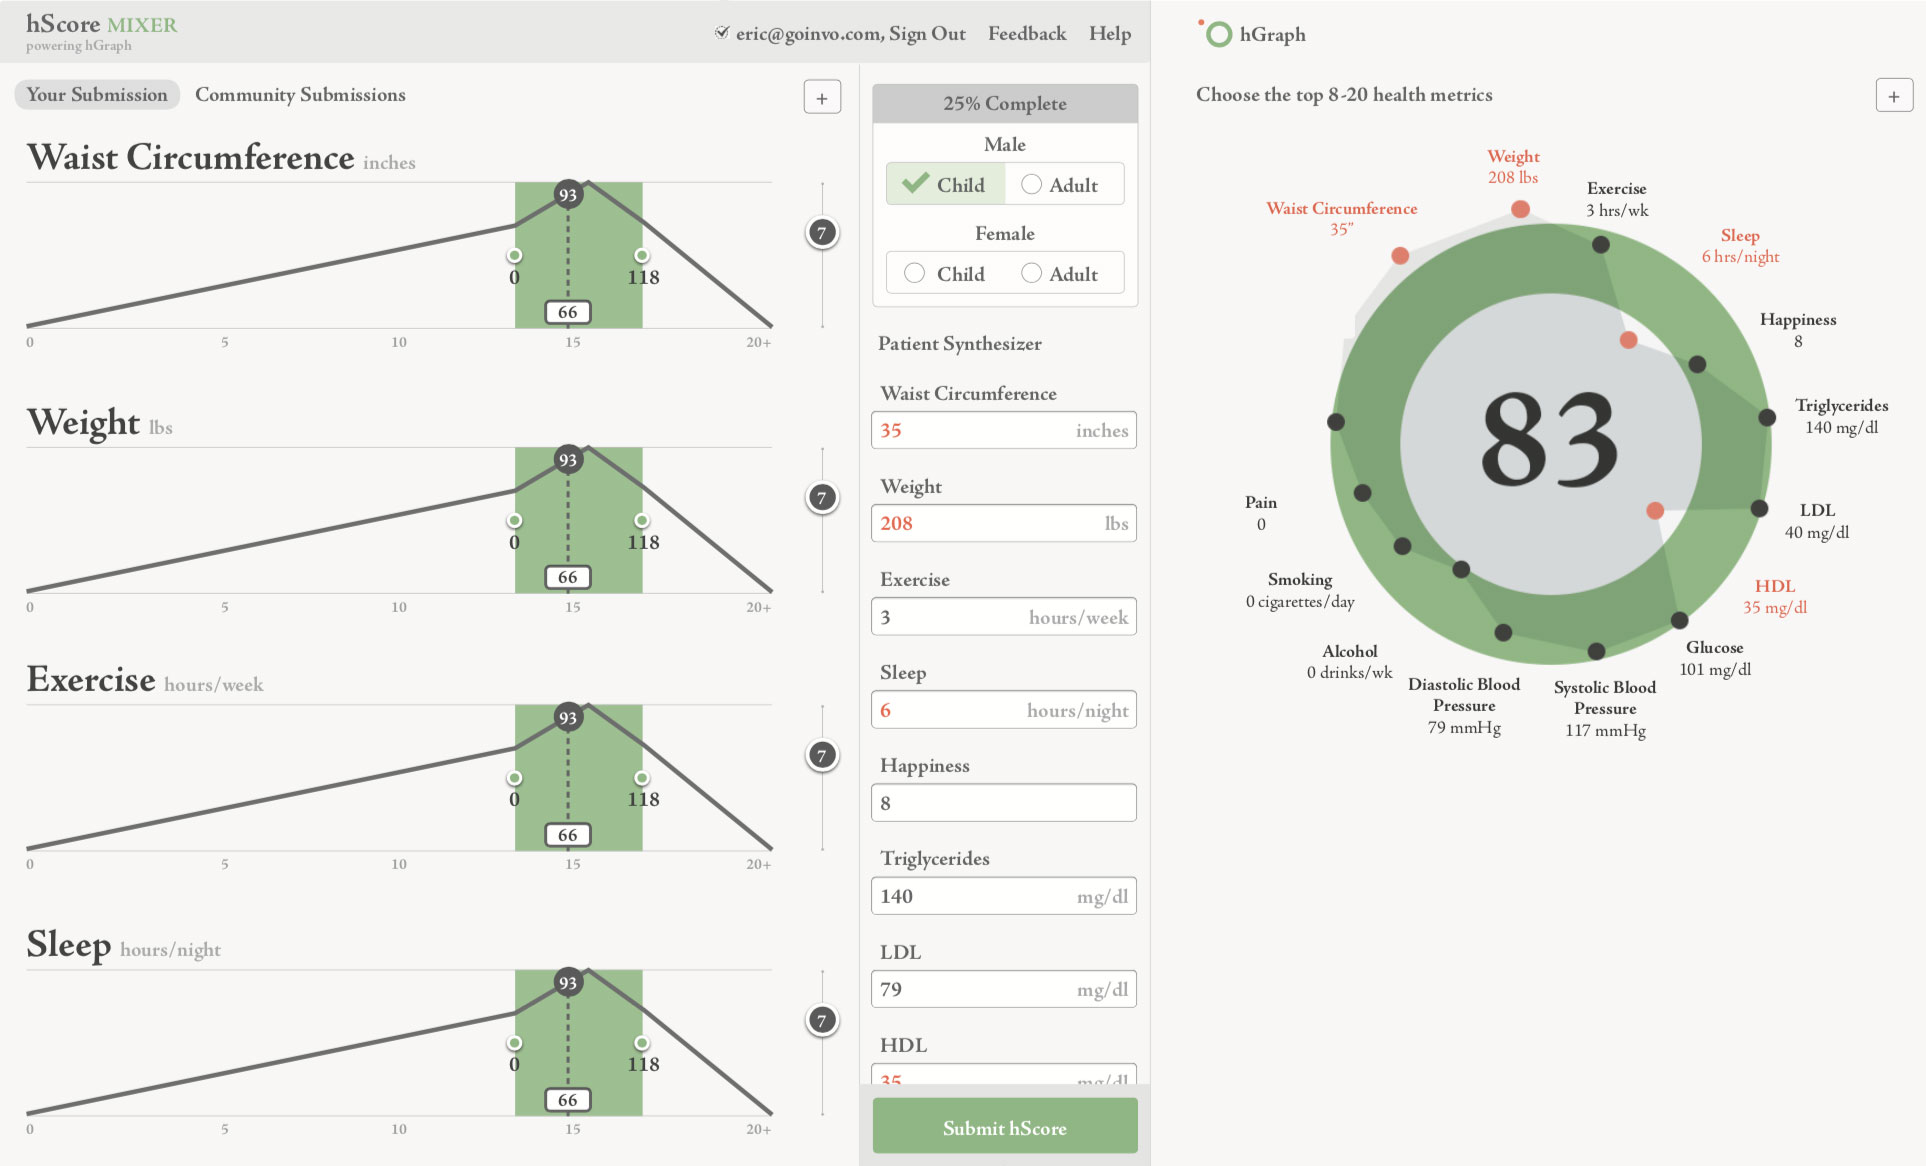 hScore MIXER
powering hGraph
eric@goinvo.com, Sign Out Feedback Help
Your Submission Community Submissions +
Waist Circumference inches
93
7
0 118
66
0 5 10 15 20+
Weight lbs
93
7
0 118
66
0 5 10 15 20+
Exercise hours/week
93
7
0 118
66
0 5 10 15 20+
Sleep hours/night
93
7
0 118
66
0 5 10 15 20+
25% Complete
Male
Child Adult
Female
Child Adult
Patient Synthesizer
Waist Circumference
35 inches
Weight
208 lbs
Exercise
3 hours/week
Sleep
6 hours/night
Happiness
8
Triglycerides
140 mg/dl
LDL
79 mg/dl
HDL
35 mg/dl
Submit hScore
hGraph
Choose the top 8-20 health metrics +
Weight
208 lbs
Exercise
3 hrs/wk
Waist Circumference
35"
Sleep
6 hrs/night
Happiness
8
Triglycerides
140 mg/dl
83
LDL
40 mg/dl
HDL
35 mg/dl
Glucose
101 mg/dl
Systolic Blood
Pressure
117 mmHg
Diastolic Blood
Pressure
79 mmHg
Alcohol
0 drinks/wk
Smoking
0 cigarettes/day
Pain
0